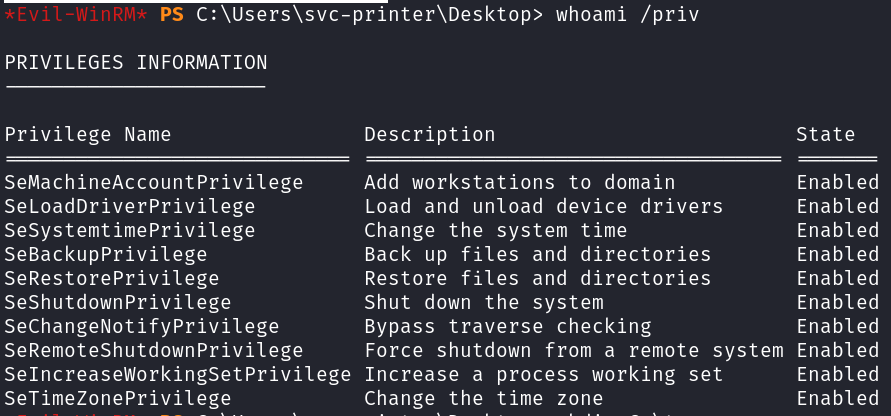 *Evil-WinRM* PS C:\Users\svc-printer\Desktop> whoami /priv
PRIVILEGES INFORMATION
----------------------
Privilege Name Description State
============================= =================================== =======
SeMachineAccountPrivilege Add workstations to domain Enabled
SeLoadDriverPrivilege Load and unload device drivers Enabled
SeSystemtimePrivilege Change the system time Enabled
SeBackupPrivilege Back up files and directories Enabled
SeRestorePrivilege Restore files and directories Enabled
SeShutdownPrivilege Shut down the system Enabled
SeChangeNotifyPrivilege Bypass traverse checking Enabled
SeRemoteShutdownPrivilege Force shutdown from a remote system Enabled
SeIncreaseWorkingSetPrivilege Increase a process working set Enabled
SeTimeZonePrivilege Change the time zone Enabled